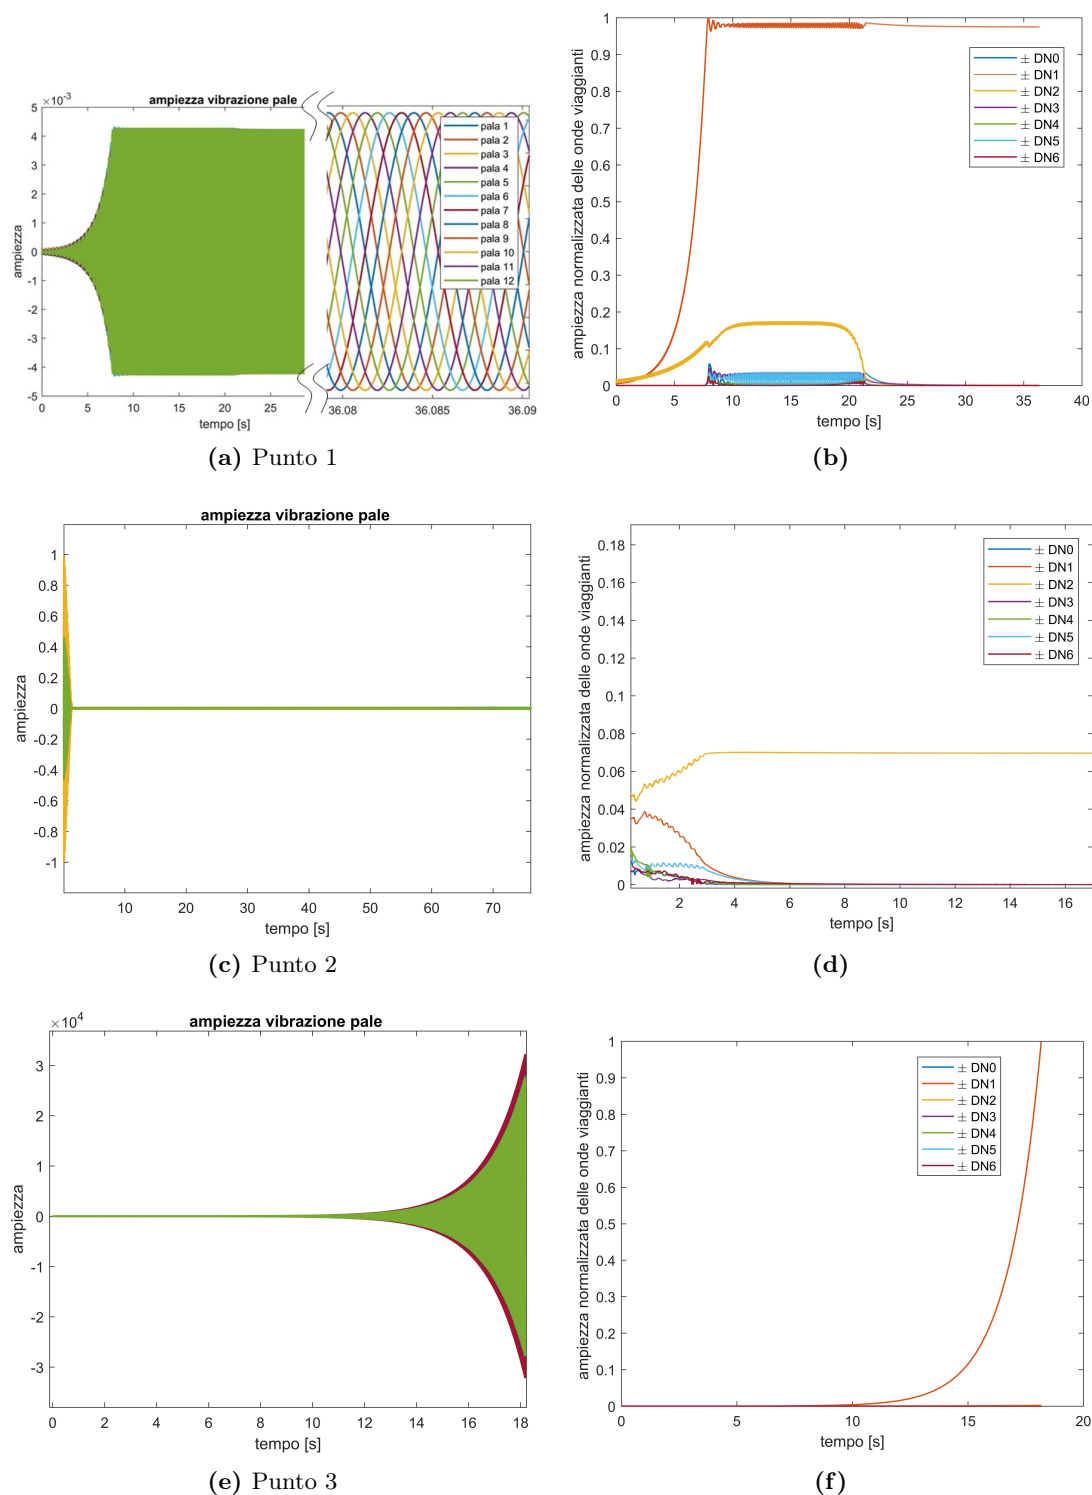 ampiezza vibrazione pale
×10⁻³
5
4
3
2
1
0
-1
-2
-3
-4
-5
ampiezza
0 5 10 15 20 25
tempo [s]
pala 1
pala 2
pala 3
pala 4
pala 5
pala 6
pala 7
pala 8
pala 9
pala 10
pala 11
pala 12
36.08 36.085 36.09
(a) Punto 1
ampiezza normalizzata delle onde viaggianti
1
0.9
0.8
0.7
0.6
0.5
0.4
0.3
0.2
0.1
0
± DN0
± DN1
± DN2
± DN3
± DN4
± DN5
± DN6
0 5 10 15 20 25 30 35 40
tempo [s]
(b)
ampiezza vibrazione pale
ampiezza
1
0.8
0.6
0.4
0.2
0
-0.2
-0.4
-0.6
-0.8
-1
10 20 30 40 50 60 70
tempo [s]
(c) Punto 2
ampiezza normalizzata delle onde viaggianti
0.18
0.16
0.14
0.12
0.1
0.08
0.06
0.04
0.02
0
± DN0
± DN1
± DN2
± DN3
± DN4
± DN5
± DN6
2 4 6 8 10 12 14 16
tempo [s]
(d)
×10⁴
ampiezza vibrazione pale
ampiezza
3
2
1
0
-1
-2
-3
0 2 4 6 8 10 12 14 16 18
tempo [s]
(e) Punto 3
ampiezza normalizzata delle onde viaggianti
1
0.9
0.8
0.7
0.6
0.5
0.4
0.3
0.2
0.1
0
± DN0
± DN1
± DN2
± DN3
± DN4
± DN5
± DN6
0 5 10 15 20
tempo [s]
(f)